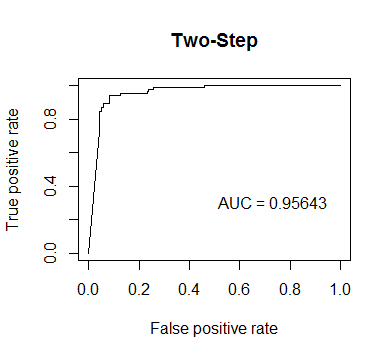 Two-Step
True positive rate
0.8
0.4
0.0
AUC = 0.95643
0.0 0.2 0.4 0.6 0.8 1.0
False positive rate